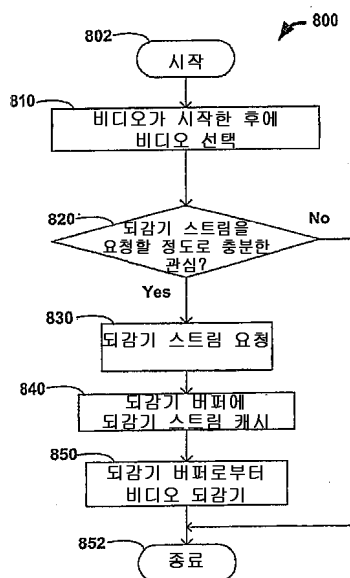 800
802
시작
810
비디오가 시작한 후에
비디오 선택
820
되감기 스트림을
요청할 정도로 충분한
관심?
No
Yes
830
되감기 스트림 요청
840
되감기 버퍼에
되감기 스트림 캐시
850
되감기 버퍼로부터
비디오 되감기
852
종료